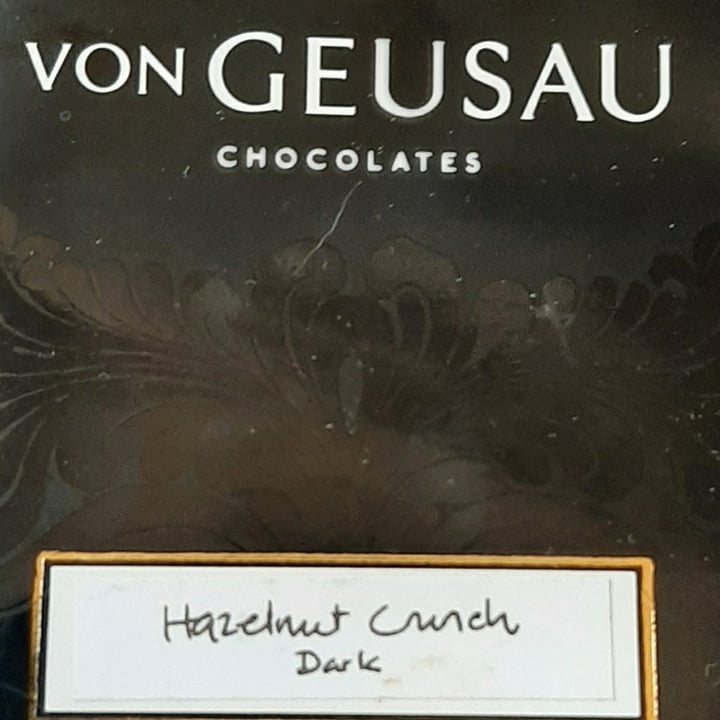 VON GEUSAU
CHOCOLATES
Hazelnut Crunch
Dark